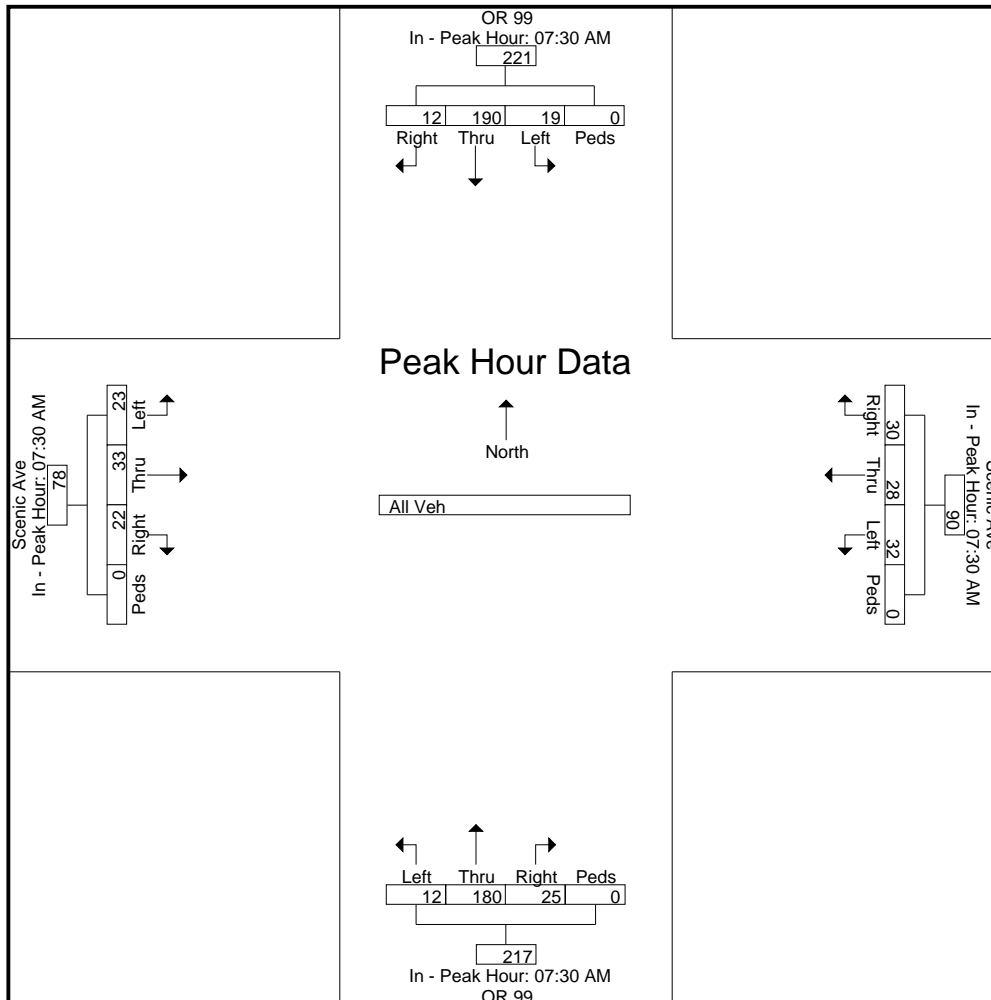 OR 99
In - Peak Hour: 07:30 AM
221
12 190 19 0
Right Thru Left Peds
Peak Hour Data
North
All Veh
Scenic Ave
In - Peak Hour: 07:30 AM
78
23 33 22 0
Left Thru Right Peds
Scenic Ave
In - Peak Hour: 07:30 AM
90
30 28 32 0
Right Thru Left Peds
Left Thru Right Peds
12 180 25 0
217
In - Peak Hour: 07:30 AM
OR 99